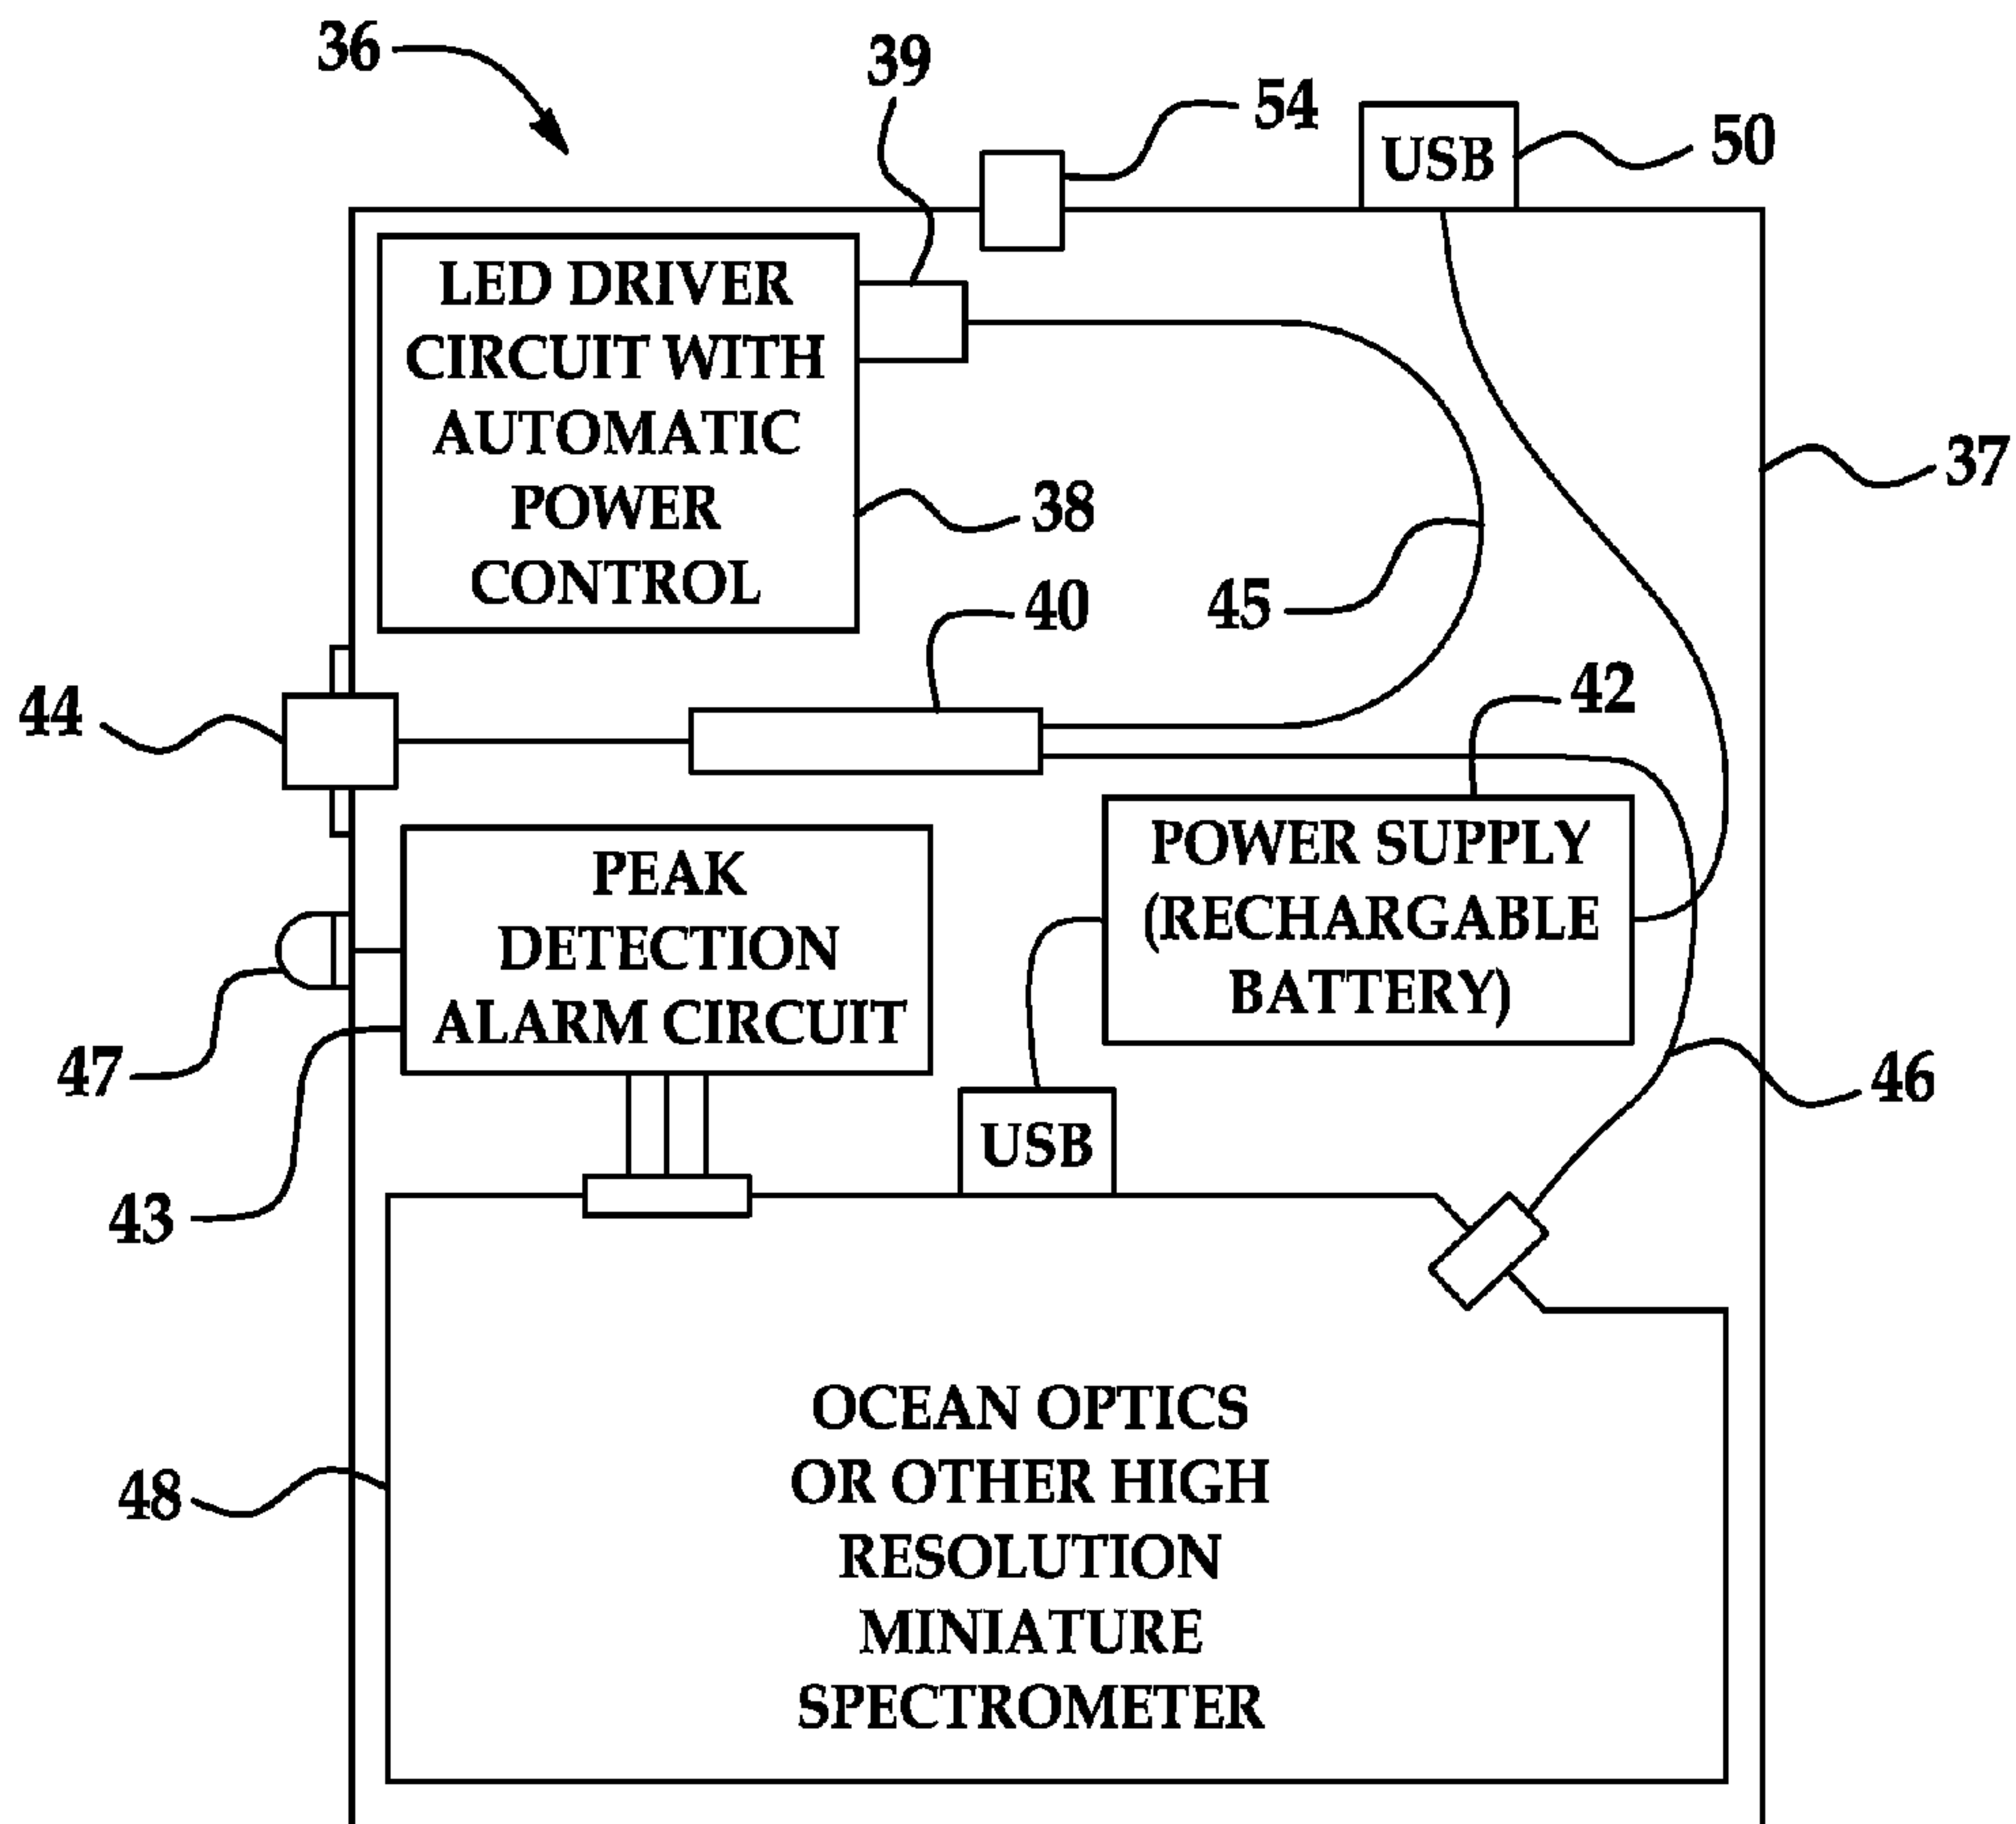 36
39
54
USB
50
LED DRIVER
CIRCUIT WITH
AUTOMATIC
POWER
CONTROL
37
38
40
45
44
42
PEAK
DETECTION
ALARM CIRCUIT
POWER SUPPLY
(RECHARGABLE
BATTERY)
47
46
USB
43
48
OCEAN OPTICS
OR OTHER HIGH
RESOLUTION
MINIATURE
SPECTROMETER